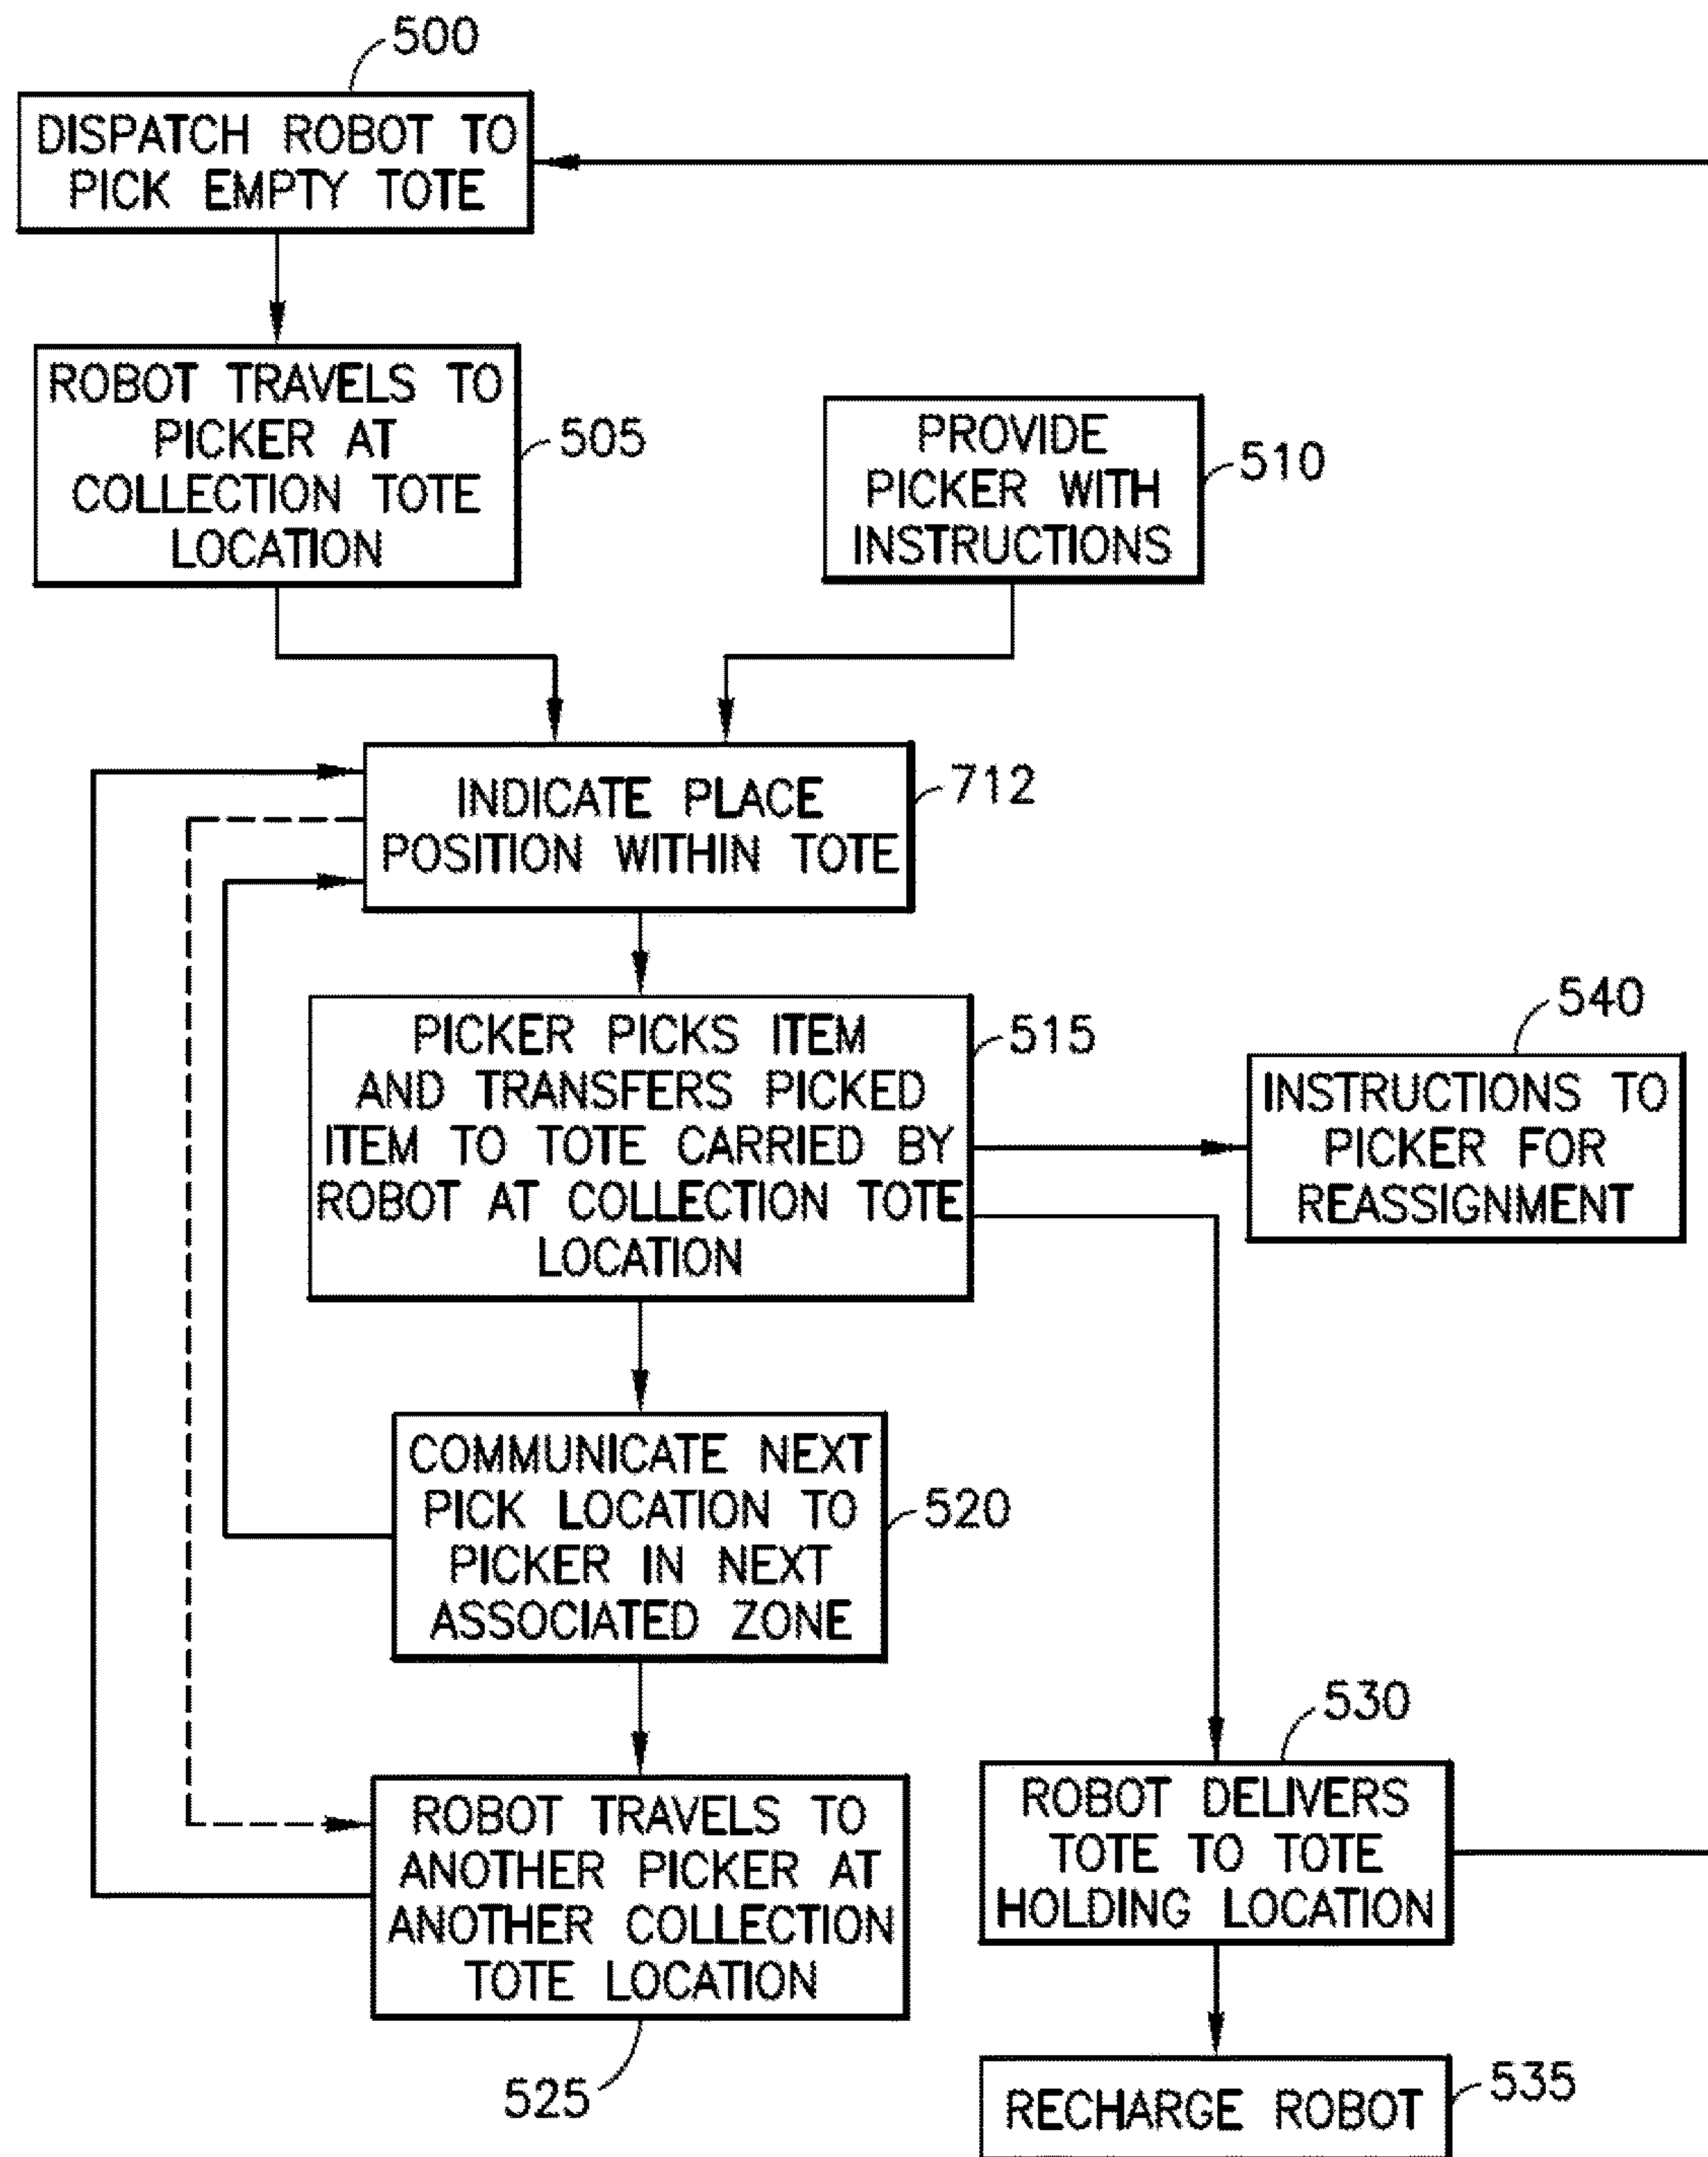 500
DISPATCH ROBOT TO
PICK EMPTY TOTE
ROBOT TRAVELS TO
PICKER AT
COLLECTION TOTE
LOCATION
505
PROVIDE
PICKER WITH
INSTRUCTIONS
510
INDICATE PLACE
POSITION WITHIN TOTE
712
PICKER PICKS ITEM
AND TRANSFERS PICKED
ITEM TO TOTE CARRIED BY
ROBOT AT COLLECTION TOTE
LOCATION
515
540
INSTRUCTIONS TO
PICKER FOR
REASSIGNMENT
COMMUNICATE NEXT
PICK LOCATION TO
PICKER IN NEXT
ASSOCIATED ZONE
520
ROBOT TRAVELS TO
ANOTHER PICKER AT
ANOTHER COLLECTION
TOTE LOCATION
525
530
ROBOT DELIVERS
TOTE TO TOTE
HOLDING LOCATION
RECHARGE ROBOT
535